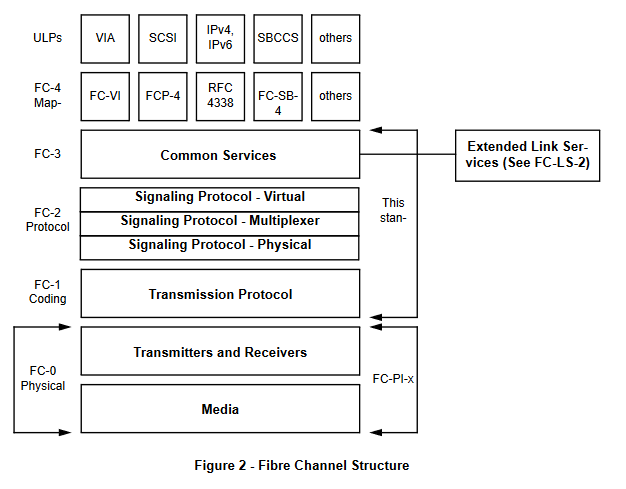 ULPs VIA SCSI IPv4, IPv6 SBCCS others
FC-4 Map- FC-VI FCP-4 RFC 4338 FC-SB-4 others
FC-3 Common Services
Extended Link Ser-
vices (See FC-LS-2)
Signaling Protocol - Virtual
FC-2
Protocol
Signaling Protocol - Multiplexer
This
stan-
Signaling Protocol - Physical
FC-1
Coding
Transmission Protocol
Transmitters and Receivers
FC-0
Physical
FC-PI-x
Media
Figure 2 - Fibre Channel Structure